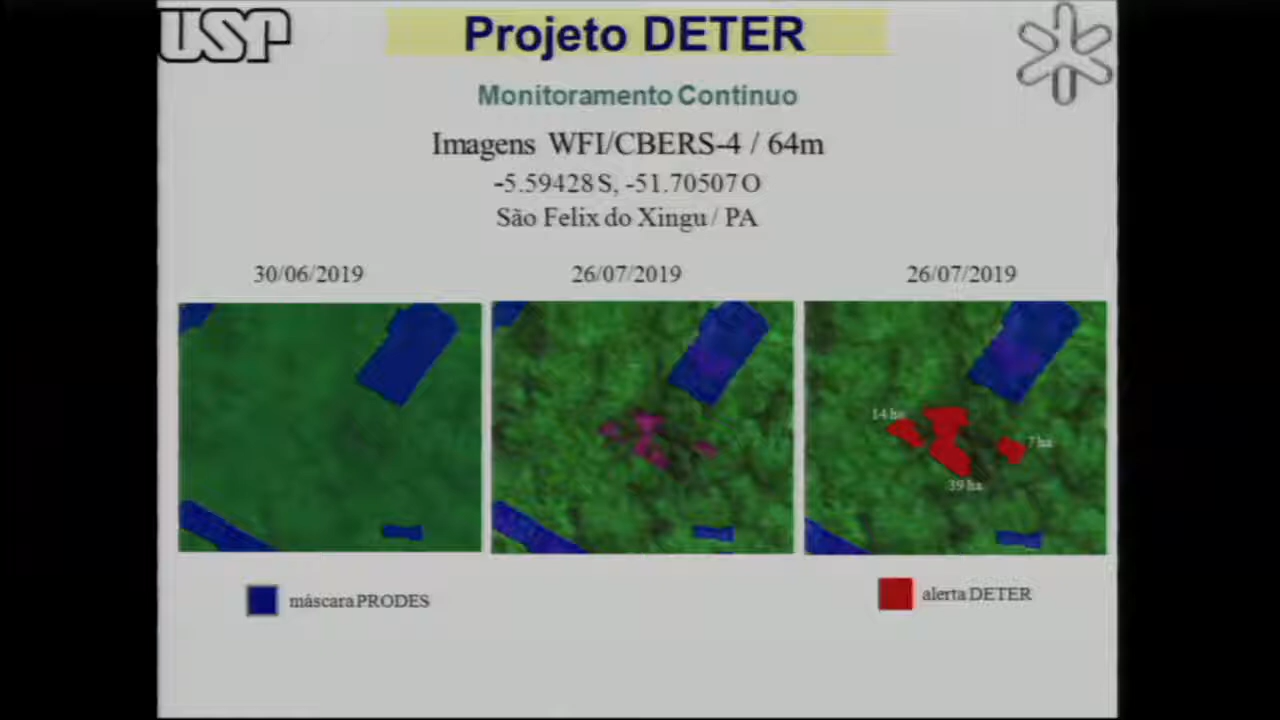 USP
Projeto DETER
Monitoramento Continuo
Imagens WFI/CBERS-4 / 64m
-5.59428 S, -51.70507 O
São Felix do Xingu / PA
30/06/2019 26/07/2019 26/07/2019
14 ha
7 ha
39 ha
máscara PRODES alerta DETER